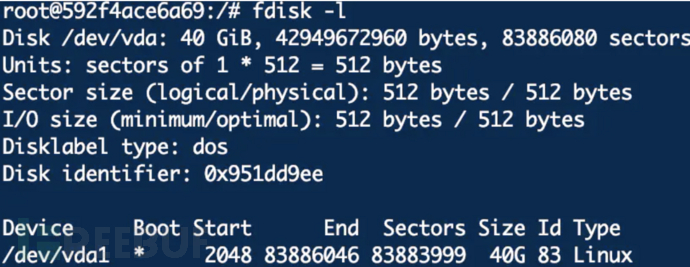 root@592f4ace6a69:/# fdisk -l
Disk /dev/vda: 40 GiB, 42949672960 bytes, 83886080 sectors
Units: sectors of 1 * 512 = 512 bytes
Sector size (logical/physical): 512 bytes / 512 bytes
I/O size (minimum/optimal): 512 bytes / 512 bytes
Disklabel type: dos
Disk identifier: 0x951dd9ee
Device Boot Start End Sectors Size Id Type
/dev/vda1 * 2048 83886046 83883999 40G 83 Linux